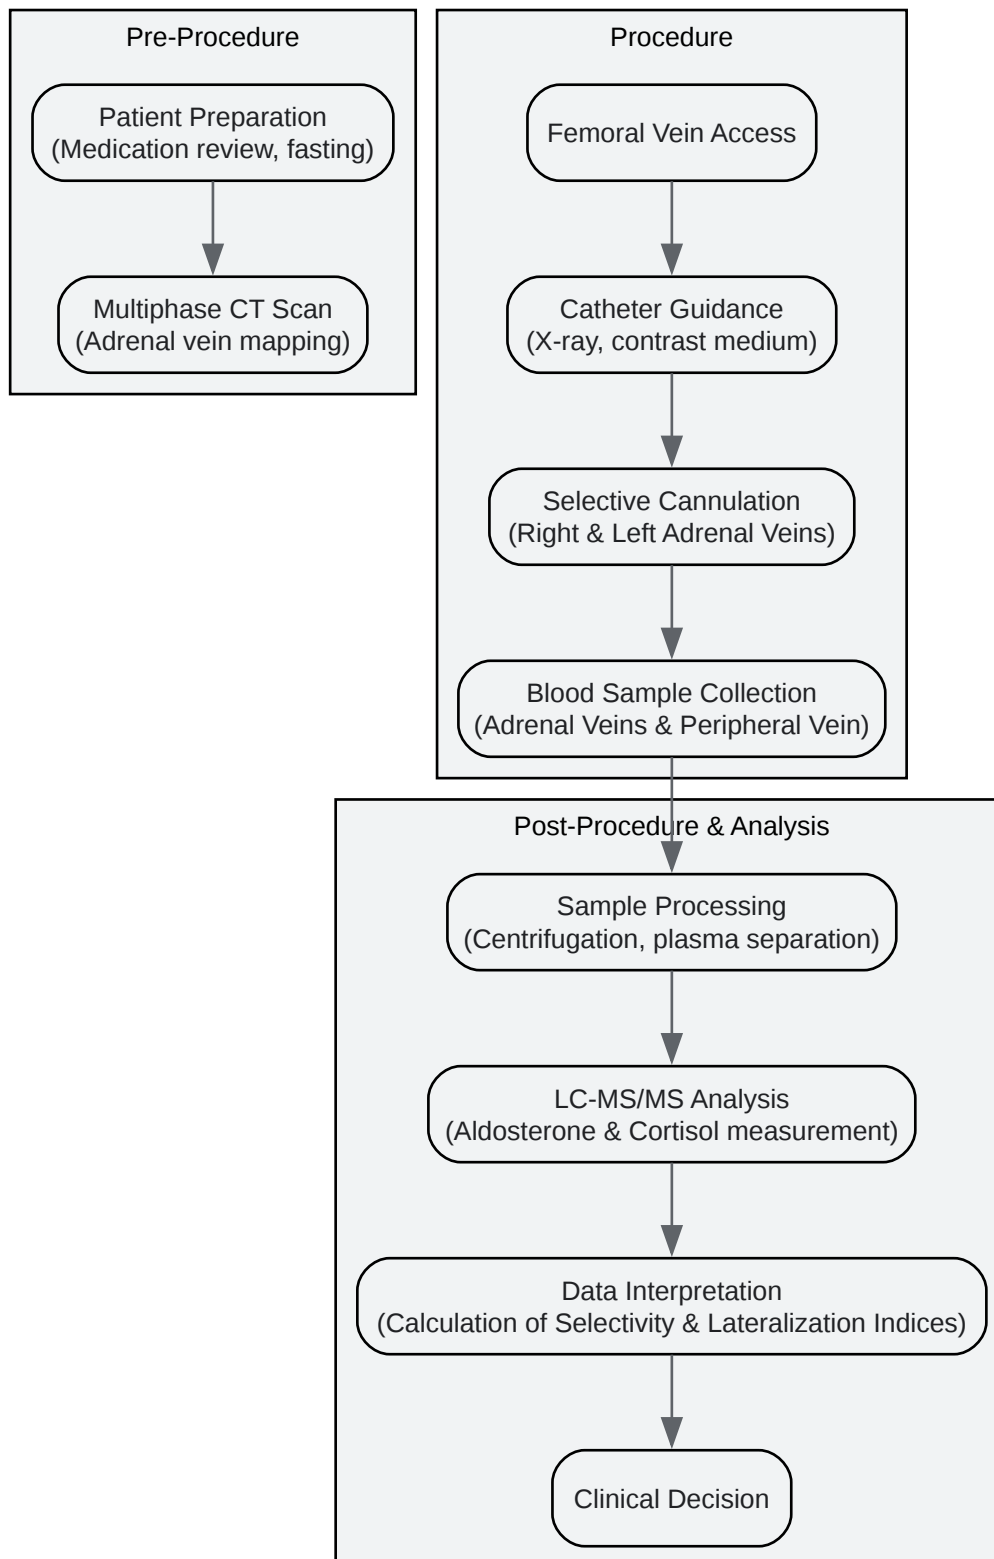 Pre-Procedure
Patient Preparation
(Medication review, fasting)
Multiphase CT Scan
(Adrenal vein mapping)
Procedure
Femoral Vein Access
Catheter Guidance
(X-ray, contrast medium)
Selective Cannulation
(Right & Left Adrenal Veins)
Blood Sample Collection
(Adrenal Veins & Peripheral Vein)
Post-Procedure & Analysis
Sample Processing
(Centrifugation, plasma separation)
LC-MS/MS Analysis
(Aldosterone & Cortisol measurement)
Data Interpretation
(Calculation of Selectivity & Lateralization Indices)
Clinical Decision